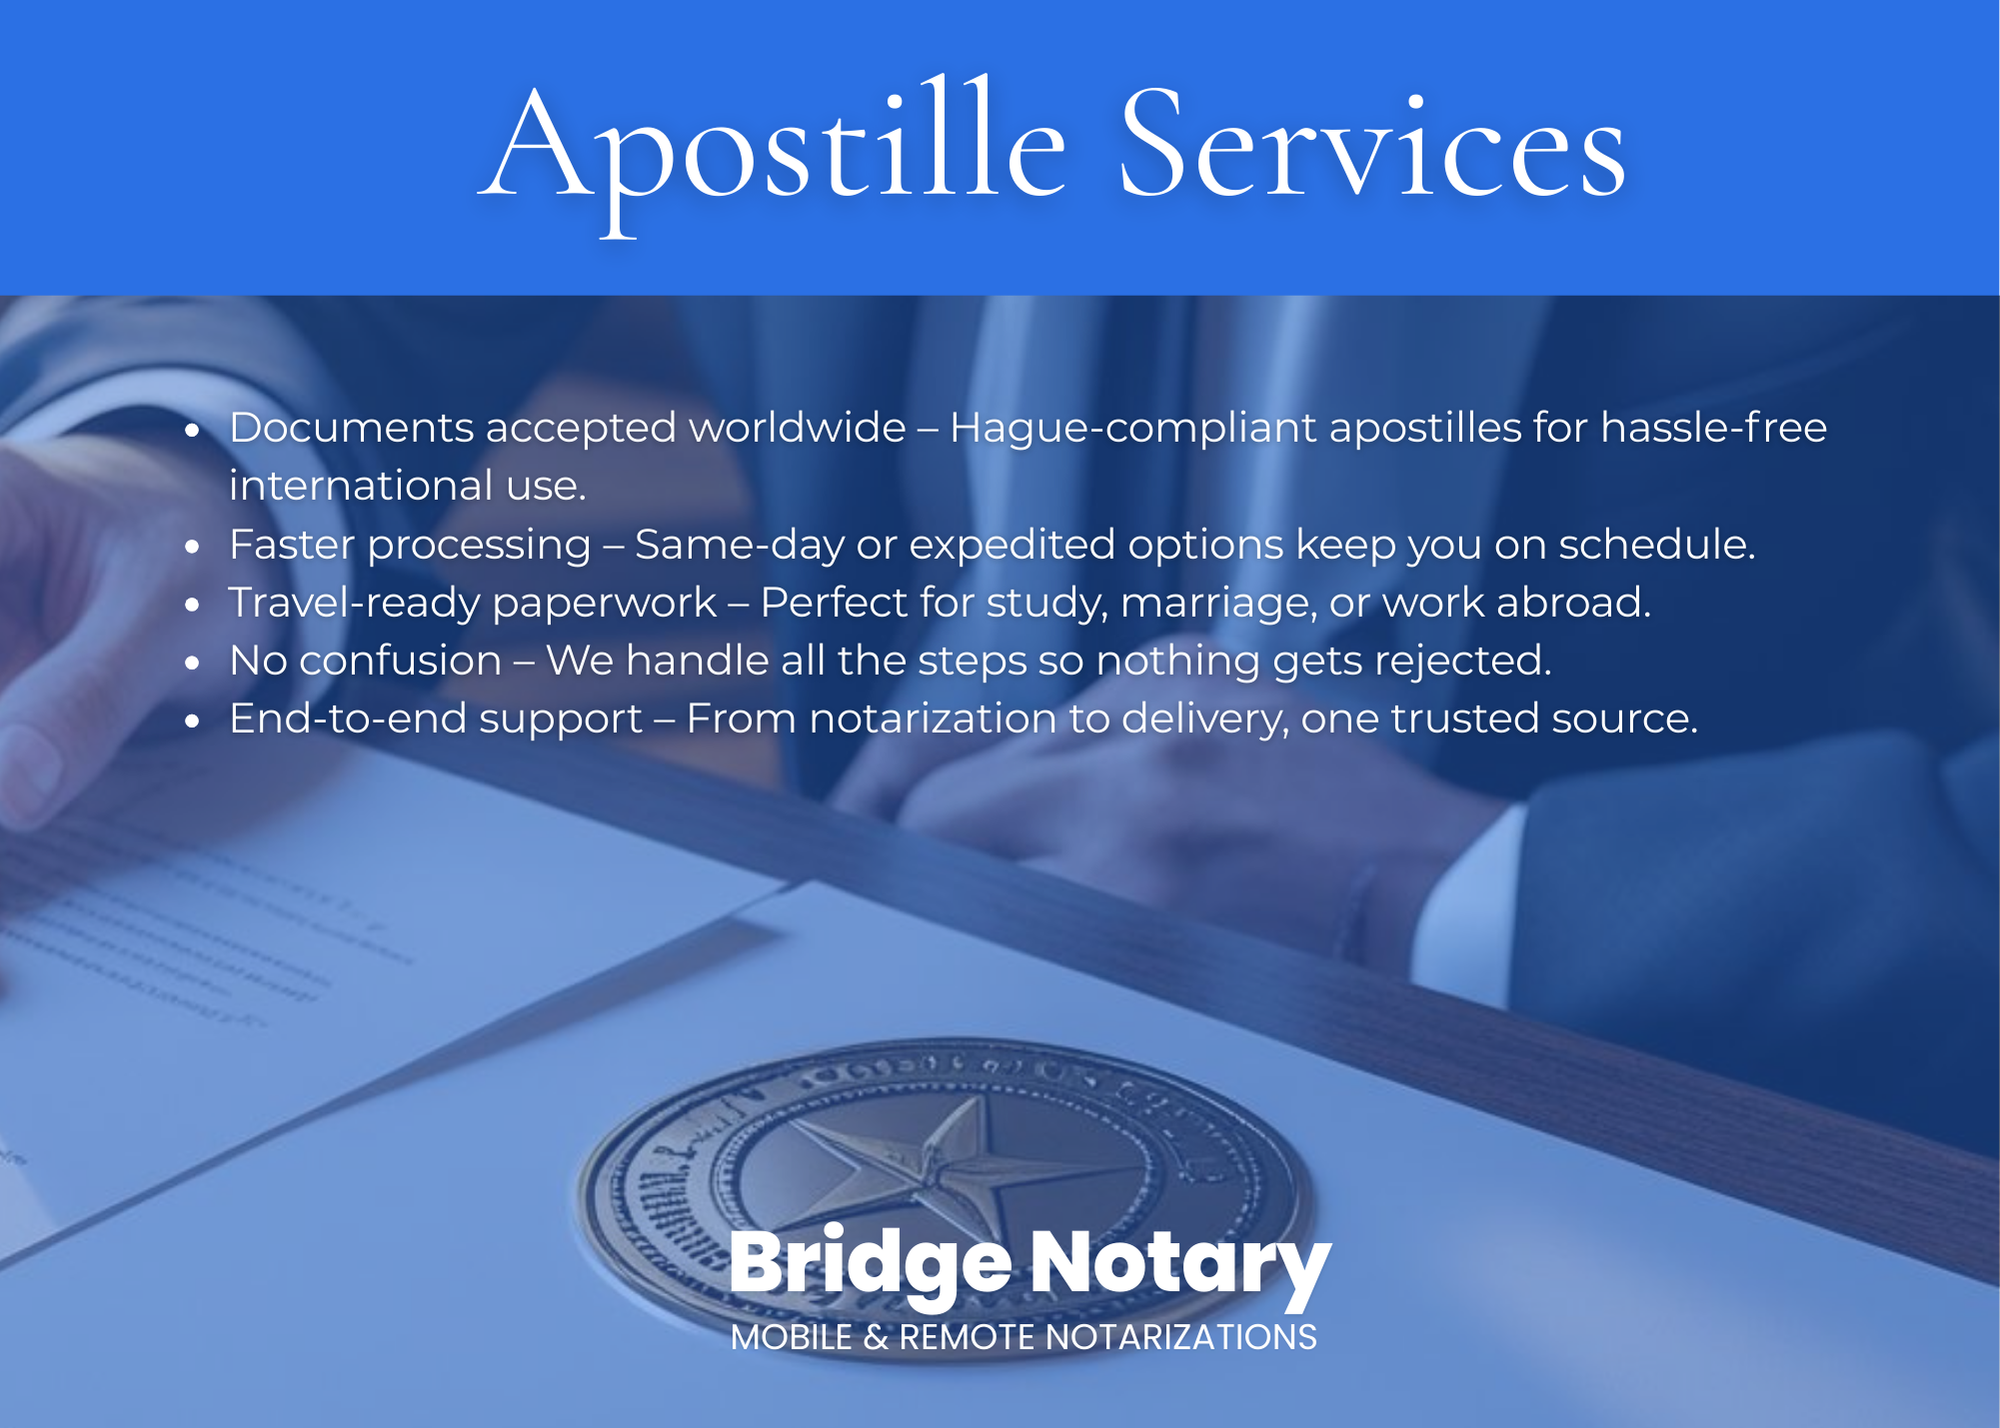 Apostille Services
• Documents accepted worldwide – Hague-compliant apostilles for hassle-free
international use.
• Faster processing – Same-day or expedited options keep you on schedule.
• Travel-ready paperwork – Perfect for study, marriage, or work abroad.
• No confusion – We handle all the steps so nothing gets rejected.
• End-to-end support – From notarization to delivery, one trusted source.
Bridge Notary
MOBILE & REMOTE NOTARIZATIONS